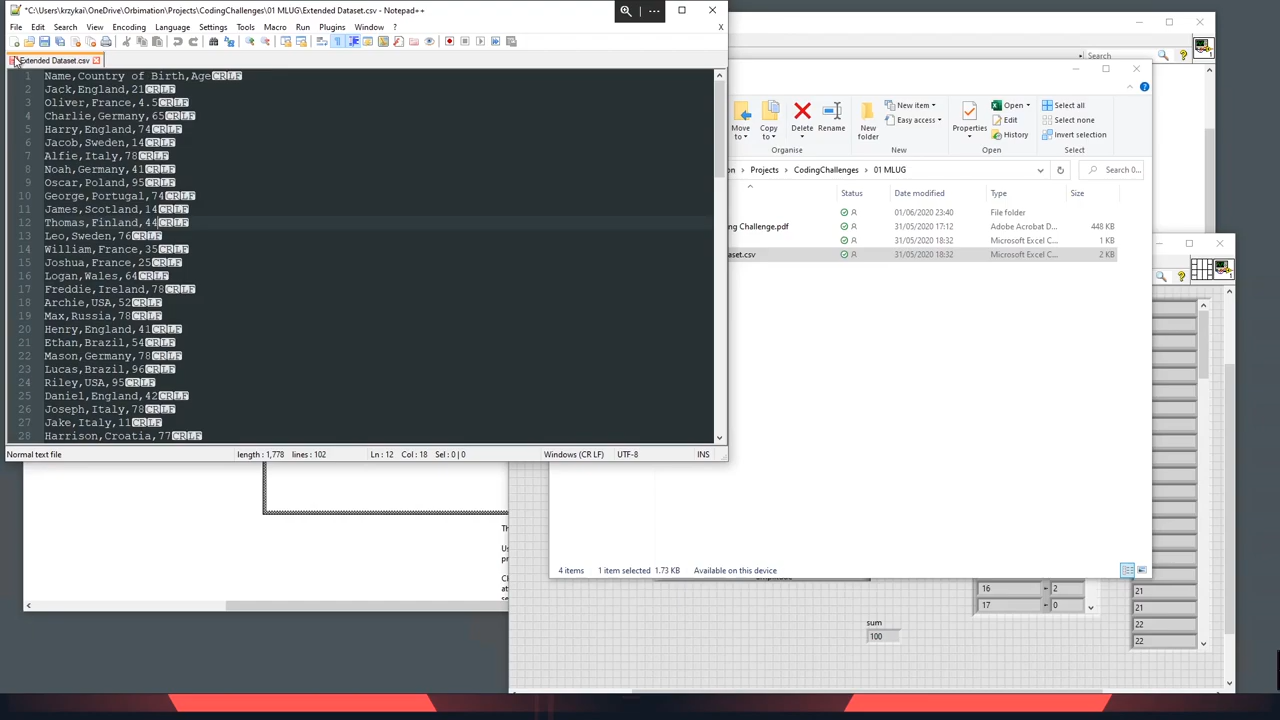 *C:\Users\krzykai\OneDrive\Orbimation\Projects\CodingChallenges\01 MLUG\Extended Dataset.csv - Notepad++
File Edit Search View Encoding Language Settings Tools Macro Run Plugins Window ? X
Extended Dataset.csv
1 Name,Country of Birth,AgeCRLF
2 Jack,England,21CRLF
3 Oliver,France,4.5CRLF
4 Charlie,Germany,65CRLF
5 Harry,England,74CRLF
6 Jacob,Sweden,14CRLF
7 Alfie,Italy,78CRLF
8 Noah,Germany,41CRLF
9 Oscar,Poland,95CRLF
10 George,Portugal,74CRLF
11 James,Scotland,14CRLF
12 Thomas,Finland,44CRLF
13 Leo,Sweden,76CRLF
14 William,France,35CRLF
15 Joshua,France,25CRLF
16 Logan,Wales,64CRLF
17 Freddie,Ireland,78CRLF
18 Archie,USA,52CRLF
19 Max,Russia,78CRLF
20 Henry,England,41CRLF
21 Ethan,Brazil,54CRLF
22 Mason,Germany,78CRLF
23 Lucas,Brazil,96CRLF
24 Riley,USA,95CRLF
25 Daniel,England,42CRLF
26 Joseph,Italy,78CRLF
27 Jake,Italy,11CRLF
28 Harrison,Croatia,77CRLF
Normal text file length : 1,778 lines : 102 Ln : 12 Col : 18 Sel : 0 | 0 Windows (CR LF) UTF-8 INS
Search
Move to
Copy to
Delete
Rename
New folder
New item
Easy access
New
Organise
Properties
Open
Edit
History
Open
Select all
Select none
Invert selection
Select
on Projects CodingChallenges 01 MLUG Search 0...
Status Date modified Type Size
01/06/2020 23:40 File folder
ng Challenge.pdf 31/05/2020 17:12 Adobe Acrobat D... 448 KB
31/05/2020 18:32 Microsoft Excel C... 1 KB
aset.csv 31/05/2020 18:32 Microsoft Excel C... 2 KB
4 items 1 item selected 1.73 KB Available on this device
16 2
17 0
sum
100
21
21
22
22